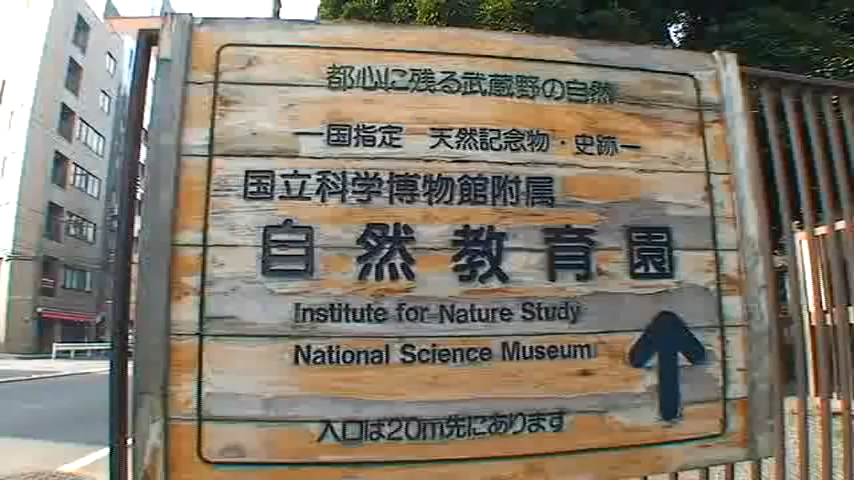 都心に残る武蔵野の自然
ー国指定 天然記念物・史跡ー
国立科学博物館附属
自然教育園
Institute for Nature Study
National Science Museum
入口は20m先にあります